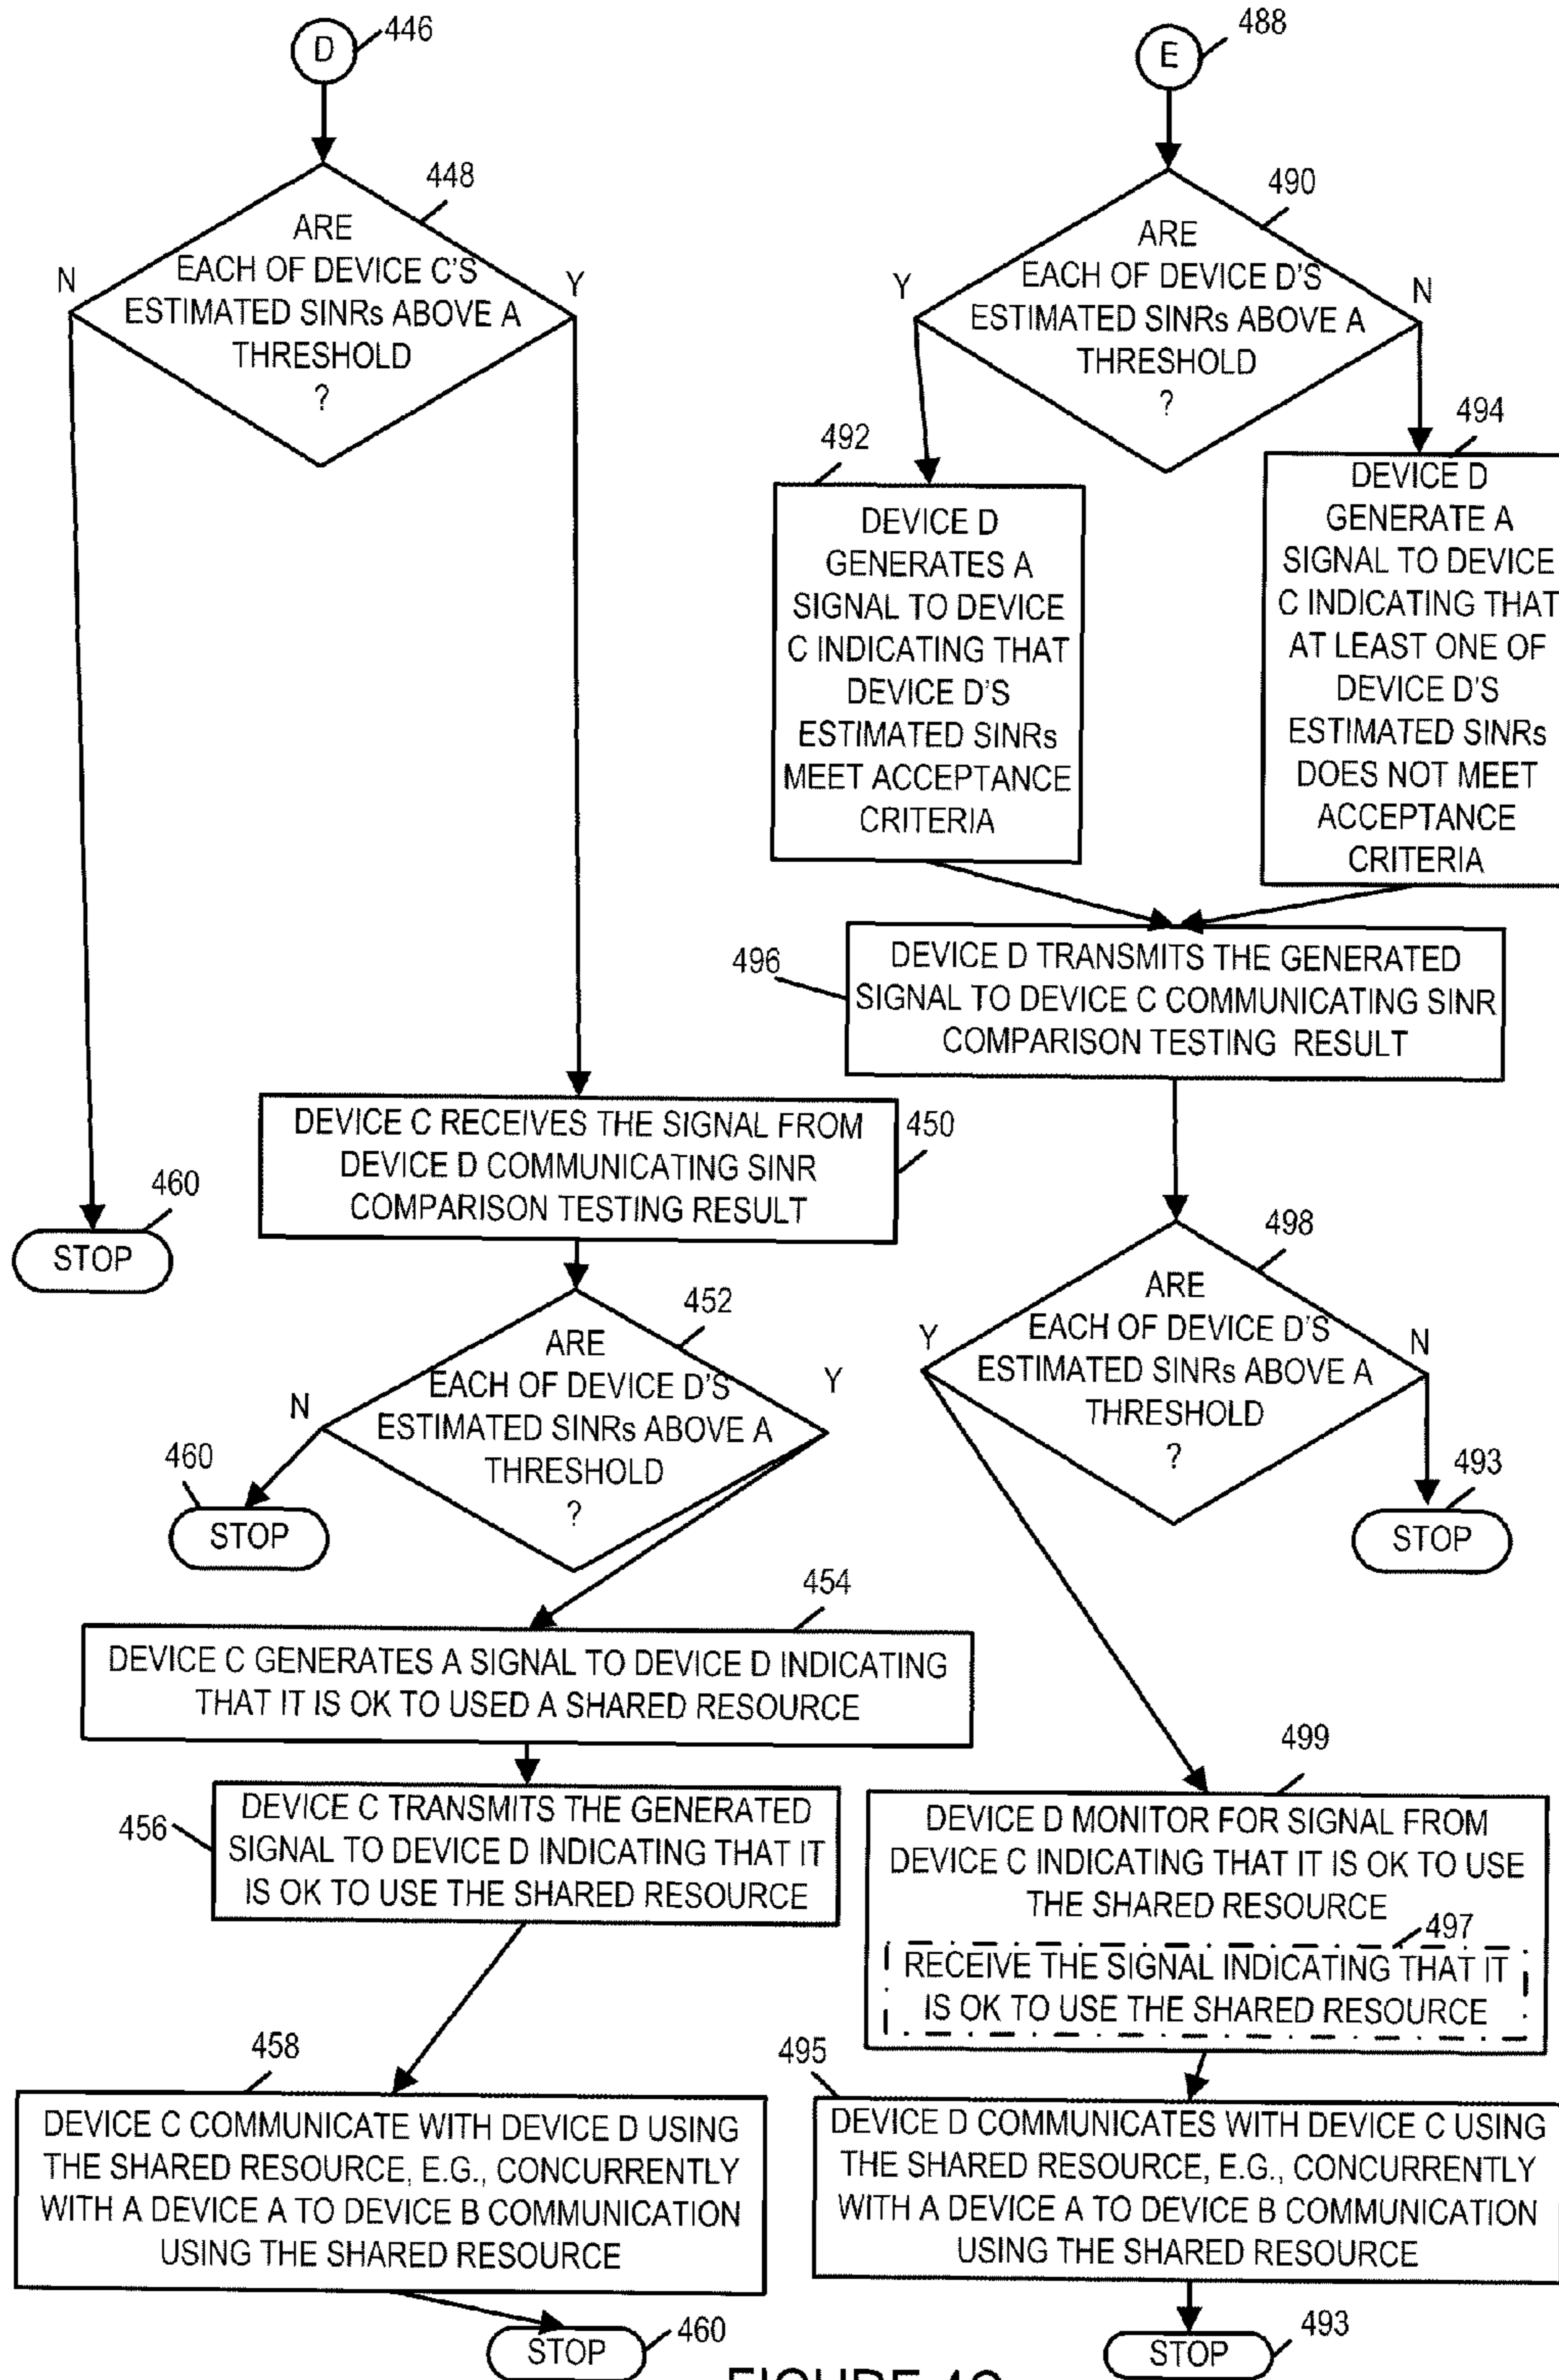 D
446
448
ARE
EACH OF DEVICE C'S
ESTIMATED SINRs ABOVE A
THRESHOLD
?
N
Y
460
STOP
DEVICE C RECEIVES THE SIGNAL FROM
DEVICE D COMMUNICATING SINR
COMPARISON TESTING RESULT
450
452
ARE
EACH OF DEVICE D'S
ESTIMATED SINRs ABOVE A
THRESHOLD
?
N
Y
460
STOP
454
DEVICE C GENERATES A SIGNAL TO DEVICE D INDICATING
THAT IT IS OK TO USED A SHARED RESOURCE
456
DEVICE C TRANSMITS THE GENERATED
SIGNAL TO DEVICE D INDICATING THAT IT
IS OK TO USE THE SHARED RESOURCE
458
DEVICE C COMMUNICATE WITH DEVICE D USING
THE SHARED RESOURCE, E.G., CONCURRENTLY
WITH A DEVICE A TO DEVICE B COMMUNICATION
USING THE SHARED RESOURCE
STOP
460
E
488
490
ARE
EACH OF DEVICE D'S
ESTIMATED SINRs ABOVE A
THRESHOLD
?
Y
N
492
DEVICE D
GENERATES A
SIGNAL TO DEVICE
C INDICATING THAT
DEVICE D'S
ESTIMATED SINRs
MEET ACCEPTANCE
CRITERIA
494
DEVICE D
GENERATE A
SIGNAL TO DEVICE
C INDICATING THAT
AT LEAST ONE OF
DEVICE D'S
ESTIMATED SINRs
DOES NOT MEET
ACCEPTANCE
CRITERIA
496
DEVICE D TRANSMITS THE GENERATED
SIGNAL TO DEVICE C COMMUNICATING SINR
COMPARISON TESTING RESULT
498
ARE
EACH OF DEVICE D'S
ESTIMATED SINRs ABOVE A
THRESHOLD
?
Y
N
493
STOP
499
DEVICE D MONITOR FOR SIGNAL FROM
DEVICE C INDICATING THAT IT IS OK TO USE
THE SHARED RESOURCE
497
RECEIVE THE SIGNAL INDICATING THAT IT
IS OK TO USE THE SHARED RESOURCE
495
DEVICE D COMMUNICATES WITH DEVICE C USING
THE SHARED RESOURCE, E.G., CONCURRENTLY
WITH A DEVICE A TO DEVICE B COMMUNICATION
USING THE SHARED RESOURCE
STOP
493